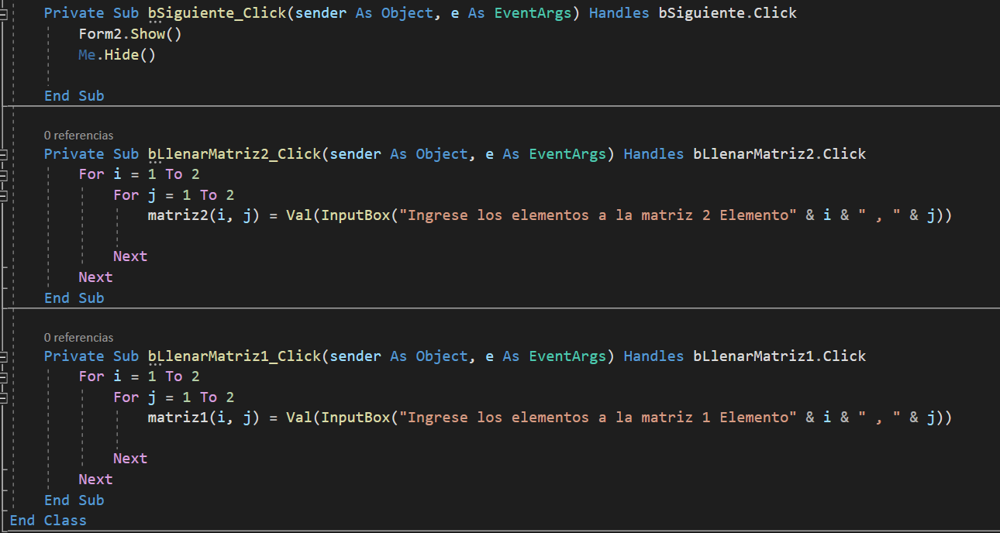 Private Sub bSiguiente_Click(sender As Object, e As EventArgs) Handles bSiguiente.Click
Form2.Show()
Me.Hide()
End Sub
0 referencias
Private Sub bLlenarMatriz2_Click(sender As Object, e As EventArgs) Handles bLlenarMatriz2.Click
For i = 1 To 2
For j = 1 To 2
matriz2(i, j) = Val(InputBox("Ingrese los elementos a la matriz 2 Elemento" & i & " , " & j))
Next
Next
End Sub
0 referencias
Private Sub bLlenarMatriz1_Click(sender As Object, e As EventArgs) Handles bLlenarMatriz1.Click
For i = 1 To 2
For j = 1 To 2
matriz1(i, j) = Val(InputBox("Ingrese los elementos a la matriz 1 Elemento" & i & " , " & j))
Next
Next
End Sub
End Class